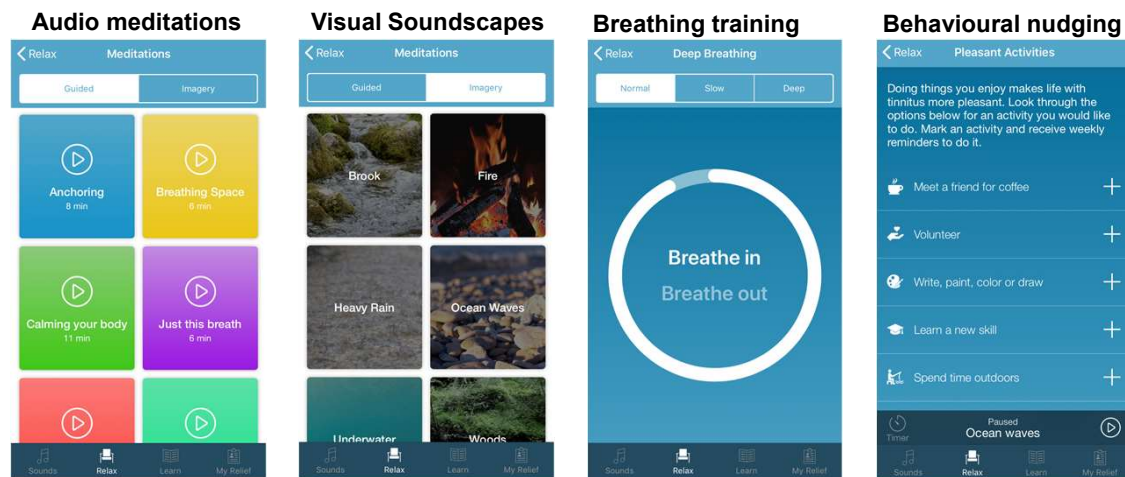 Audio meditations
Relax
Meditations
Guided
Imagery
Anchoring
8 min
Breathing Space
6 min
Calming your body
11 min
Just this breath
6 min
Sounds
Relax
Learn
My Relief
Visual Soundscapes
Relax
Meditations
Guided
Imagery
Brook
Fire
Heavy Rain
Ocean Waves
Underwater
Woods
Sounds
Relax
Learn
My Relief
Breathing training
Relax
Deep Breathing
Normal
Slow
Deep
Breathe in
Breathe out
Sounds
Relax
Learn
My Relief
Behavioural nudging
Relax
Pleasant Activities
Doing things you enjoy makes life with
tinnitus more pleasant. Look through the
options below for an activity you would like
to do. Mark an activity and receive weekly
reminders to do it.
Meet a friend for coffee
Volunteer
Write, paint, color or draw
Learn a new skill
Spend time outdoors
Timer
Paused
Ocean waves
Sounds
Relax
Learn
My Relief